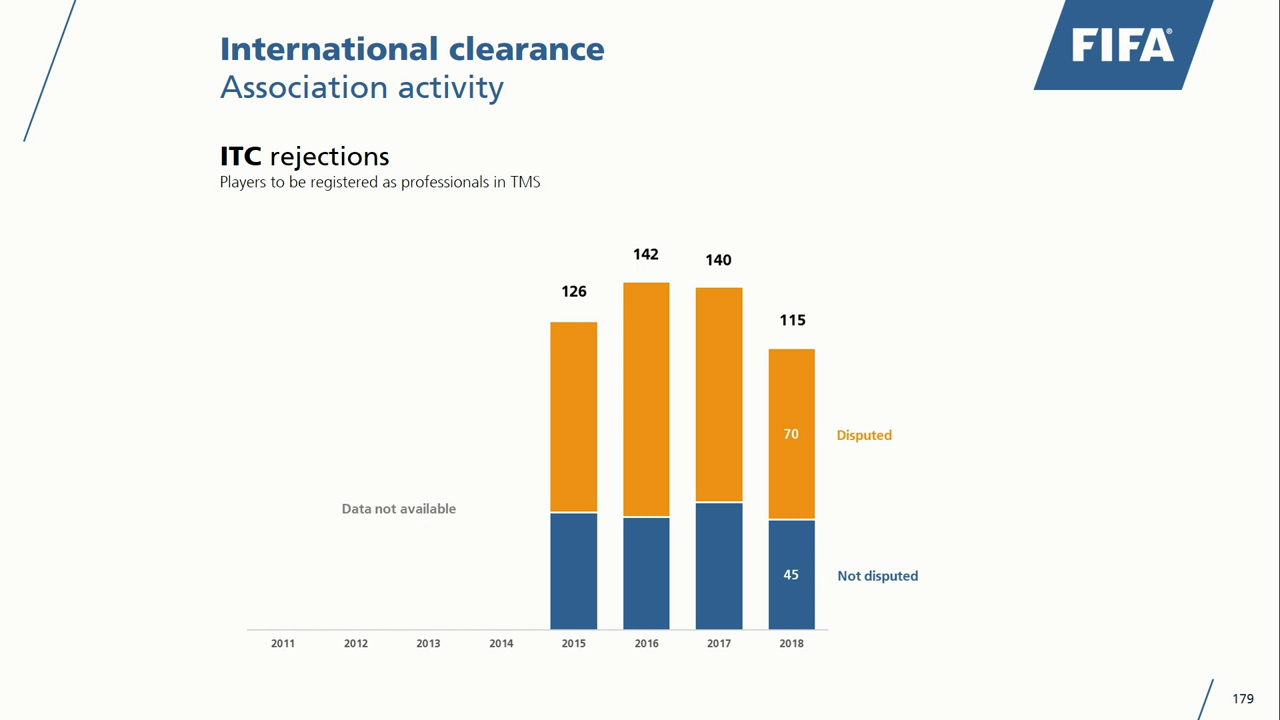 International clearance
Association activity
FIFA®
ITC rejections
Players to be registered as professionals in TMS
126
142
140
115
70
Disputed
Data not available
45
Not disputed
2011 2012 2013 2014 2015 2016 2017 2018
179